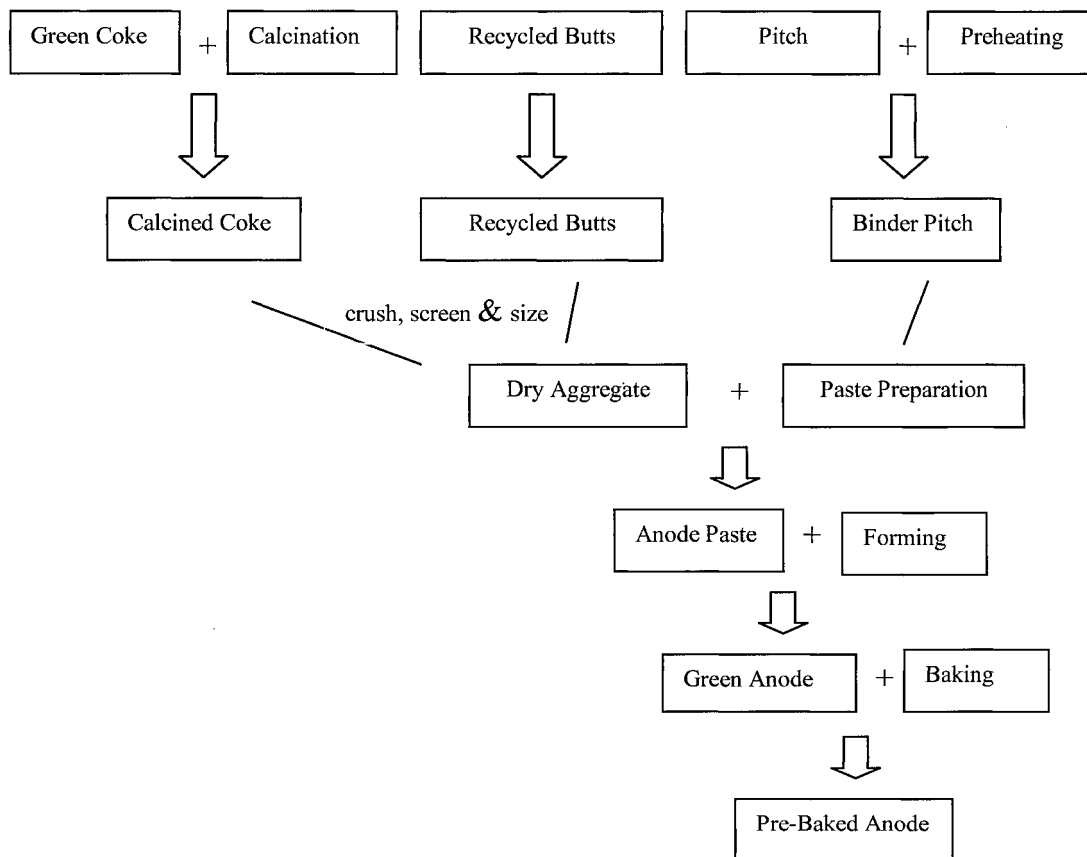 Green Coke + Calcination Recycled Butts Pitch + Preheating
Calcined Coke Recycled Butts Binder Pitch
crush, screen & size
Dry Aggregate + Paste Preparation
Anode Paste + Forming
Green Anode + Baking
Pre-Baked Anode